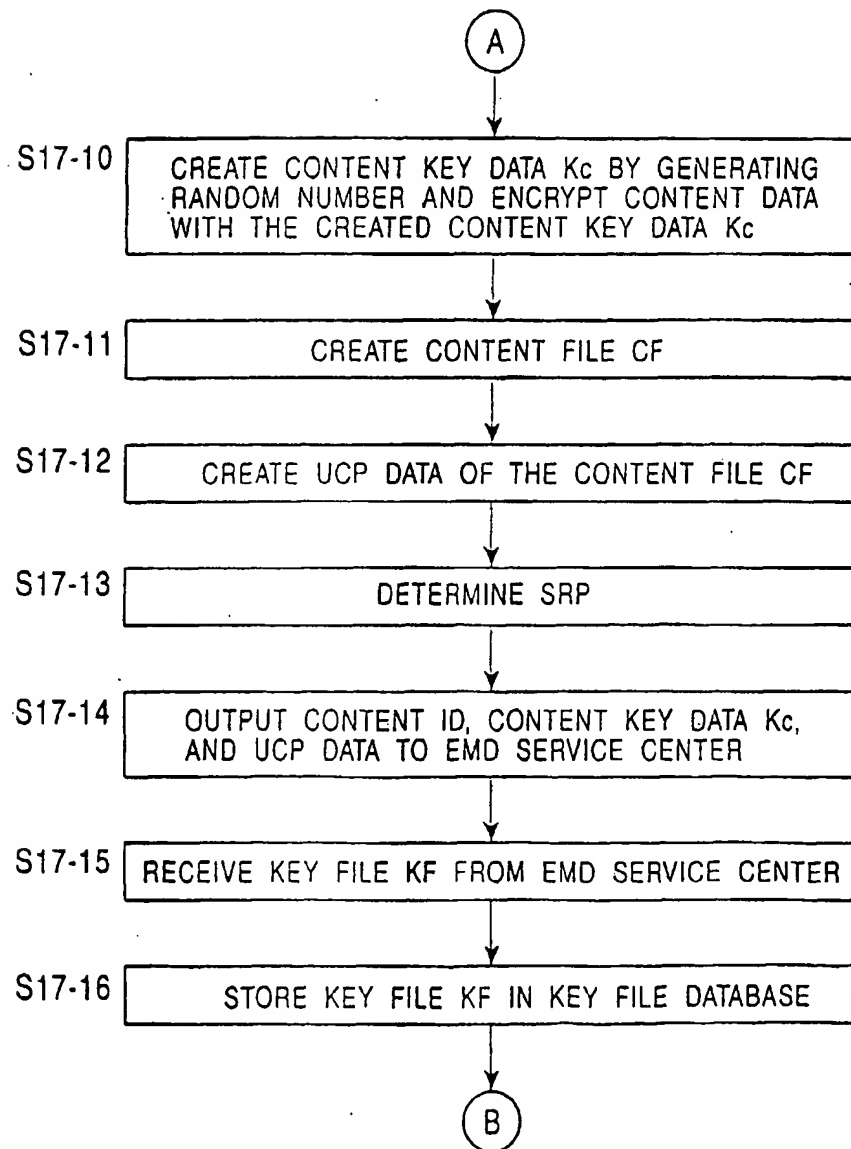 A
S17-10
CREATE CONTENT KEY DATA Kc BY GENERATING
RANDOM NUMBER AND ENCRYPT CONTENT DATA
WITH THE CREATED CONTENT KEY DATA Kc
S17-11
CREATE CONTENT FILE CF
S17-12
CREATE UCP DATA OF THE CONTENT FILE CF
S17-13
DETERMINE SRP
S17-14
OUTPUT CONTENT ID, CONTENT KEY DATA Kc,
AND UCP DATA TO EMD SERVICE CENTER
S17-15
RECEIVE KEY FILE KF FROM EMD SERVICE CENTER
S17-16
STORE KEY FILE KF IN KEY FILE DATABASE
B